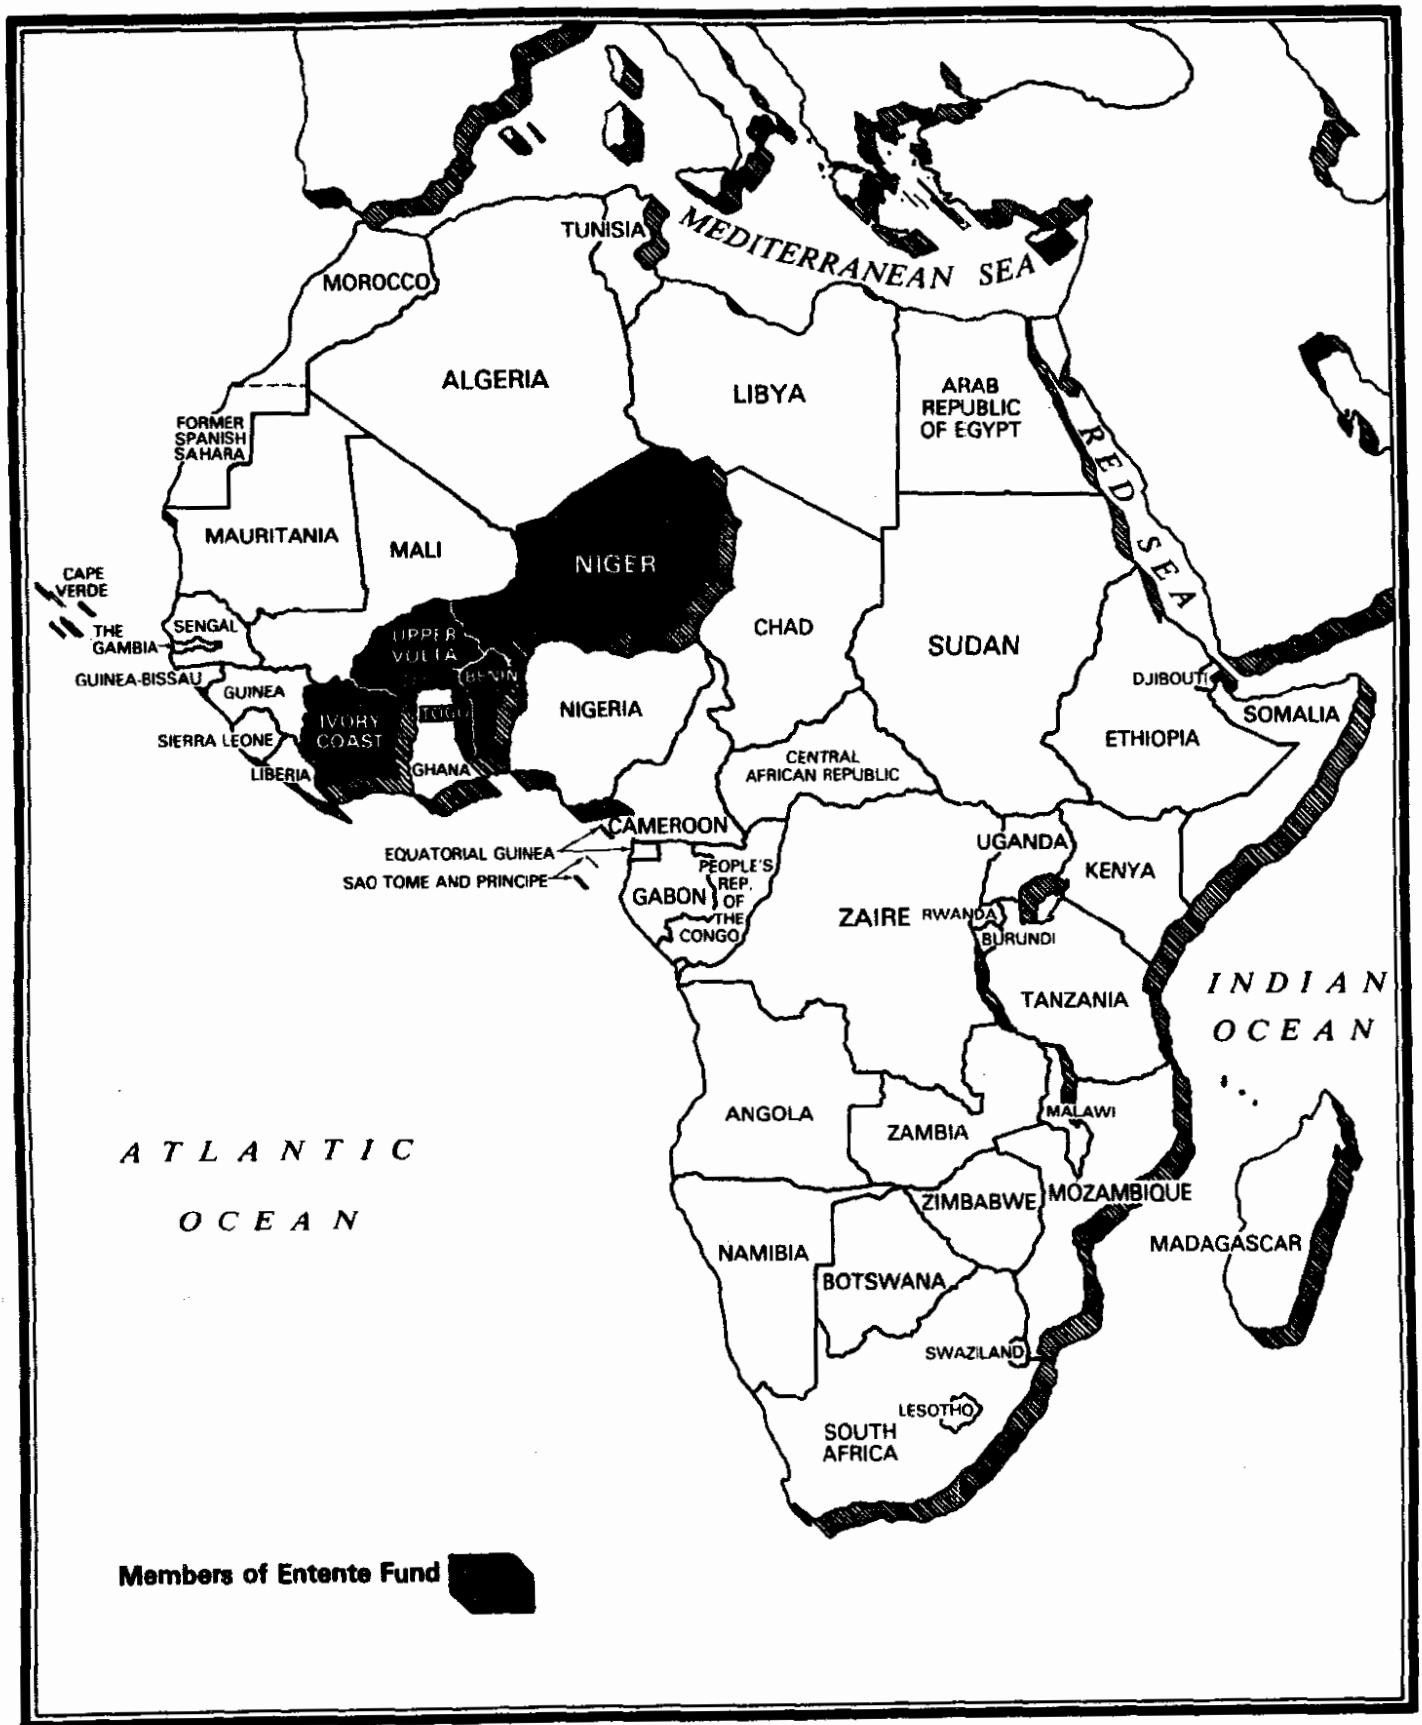 TUNISIA
MEDITERRANEAN SEA
MOROCCO
ALGERIA
LIBYA
ARAB
REPUBLIC
OF EGYPT
FORMER
SPANISH
SAHARA
RED SEA
MAURITANIA
MALI
NIGER
CAPE
VERDE
THE
GAMBIA
SENGAL
UPPER
VOLTA
CHAD
SUDAN
GUINEA-BISSAU
GUINEA
BENIN
DJIBOUTI
SOMALIA
IVORY
COAST
TOGO
NIGERIA
ETHIOPIA
SIERRA LEONE
LIBERIA
GHANA
CENTRAL
AFRICAN REPUBLIC
CAMEROON
EQUATORIAL GUINEA
SAO TOME AND PRINCIPE
UGANDA
KENYA
GABON
PEOPLE'S
REP.
OF
THE
CONGO
ZAIRE
RWANDA
BURUNDI
TANZANIA
INDIAN
OCEAN
ANGOLA
ZAMBIA
MALAWI
ATLANTIC
OCEAN
ZIMBABWE
MOZAMBIQUE
MADAGASCAR
NAMIBIA
BOTSWANA
SWAZILAND
LESOTHO
SOUTH
AFRICA
Members of Entente Fund